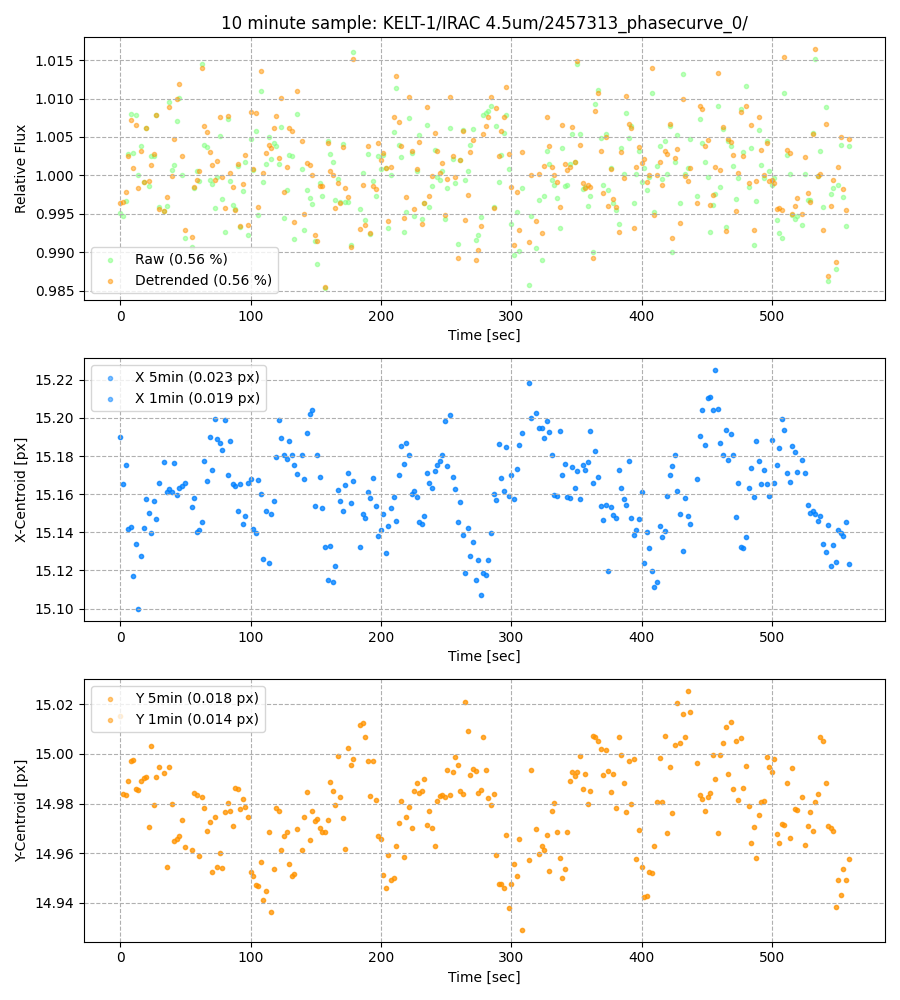 10 minute sample: KELT-1/IRAC 4.5um/2457313_phasecurve_0/
1.015
1.010
1.005
1.000
0.995
0.990
0.985
Relative Flux
Raw (0.56 %)
Detrended (0.56 %)
0 100 200 300 400 500
Time [sec]
15.22
15.20
15.18
15.16
15.14
15.12
15.10
X-Centroid [px]
X 5min (0.023 px)
X 1min (0.019 px)
0 100 200 300 400 500
Time [sec]
15.02
15.00
14.98
14.96
14.94
Y-Centroid [px]
Y 5min (0.018 px)
Y 1min (0.014 px)
0 100 200 300 400 500
Time [sec]